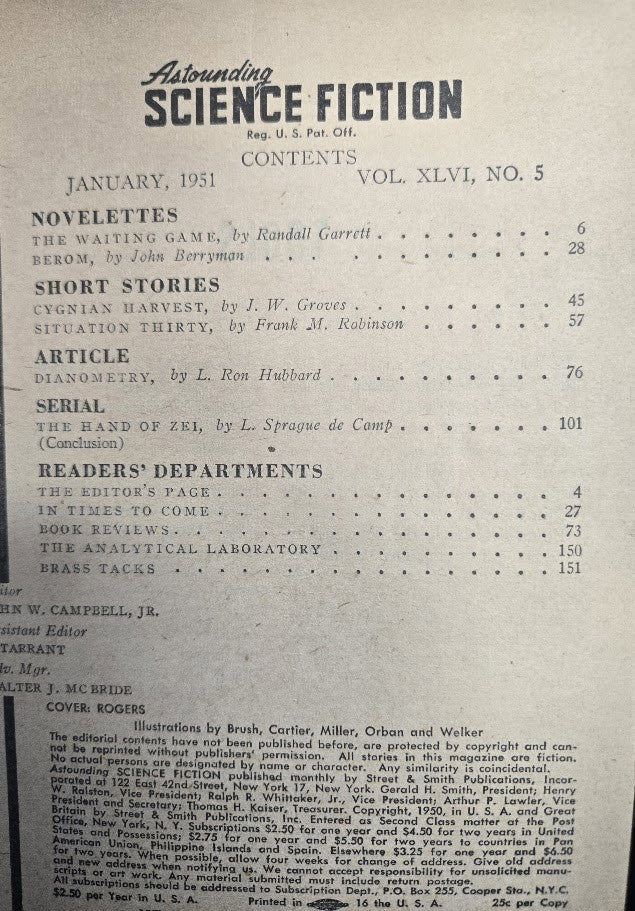 Astounding
SCIENCE FICTION
Reg. U. S. Pat. Off.
CONTENTS
JANUARY, 1951 VOL. XLVI, NO. 5
NOVELETTES
THE WAITING GAME, by Randall Garrett . . . . . . . . 6
BEROM, by John Berryman . . . . . . . . . . . 28
SHORT STORIES
CYGNIAN HARVEST, by J. W. Groves . . . . . . . . . 45
SITUATION THIRTY, by Frank M. Robinson . . . . . . 57
ARTICLE
DIANOMETRY, by L. Ron Hubbard . . . . . . . . . . 76
SERIAL
THE HAND OF ZEI, by L. Sprague de Camp . . . . . . . 101
(Conclusion)
READERS' DEPARTMENTS
THE EDITOR'S PAGE . . . . . . . . . . . . . . . 4
IN TIMES TO COME . . . . . . . . . . . . . . . 27
BOOK REVIEWS . . . . . . . . . . . . . . . . . 73
THE ANALYTICAL LABORATORY . . . . . . . . . . 150
BRASS TACKS . . . . . . . . . . . . . . . . . 151
itor
HN W. CAMPBELL, JR.
sistant Editor
TARRANT
dv. Mgr.
ALTER J. MC BRIDE
COVER: ROGERS
Illustrations by Brush, Cartier, Miller, Orban and Welker
The editorial contents have not been published before, are protected by copyright and can-
not be reprinted without publishers' permission. All stories in this magazine are fiction.
No actual persons are designated by name or character. Any similarity is coincidental.
Astounding SCIENCE FICTION published monthly by Street & Smith Publications, Incor-
porated at 122 East 42nd Street, New York 17, New York. Gerald H. Smith, President; Henry
W. Ralston, Vice President; Ralph R. Whittaker, Jr., Vice President; Arthur P. Lawler, Vice
President and Secretary; Thomas H. Kaiser, Treasurer. Copyright, 1950, in U. S. A. and Great
Britain by Street & Smith Publications, Inc. Entered as Second Class matter at the Post
Office, New York, N. Y. Subscriptions $2.50 for one year and $4.50 for two years in United
States and Possessions; $2.75 for one year and $5.50 for two years to countries in Pan
American Union, Philippine Islands and Spain. Elsewhere $3.25 for one year and $6.50
for two years. When possible, allow four weeks for change of address. Give old address
and new address when notifying us. We cannot accept responsibility for unsolicited manu-
scripts or art work. Any material submitted must include return postage.
All subscriptions should be addressed to Subscription Dept., P.O. Box 255, Cooper Sta., N.Y.C.
$2.50 per Year in U. S. A. Printed in 16 the U. S. A. 25c per Copy